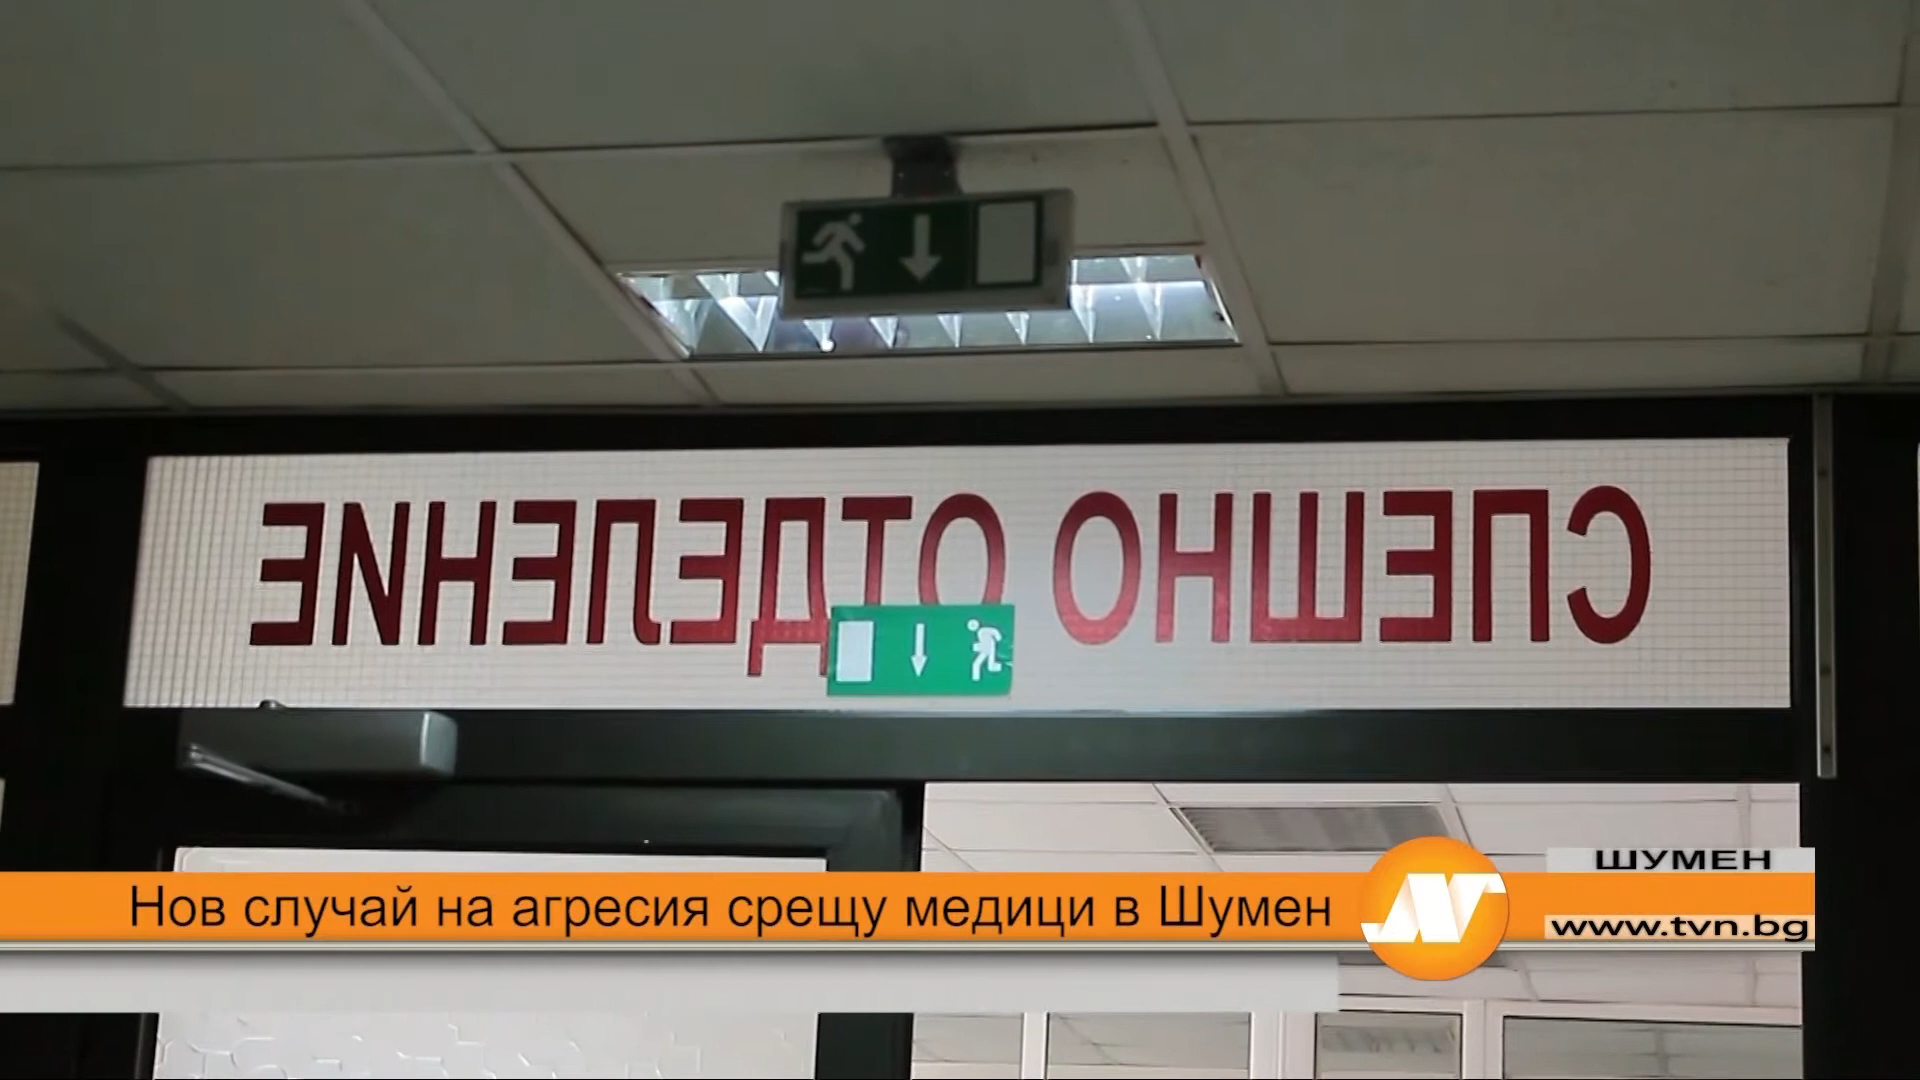 СПЕШНО ОТДЕЛЕНИЕ
Нов случай на агресия срещу медици в Шумен
ШУМЕН
www.tvn.bg